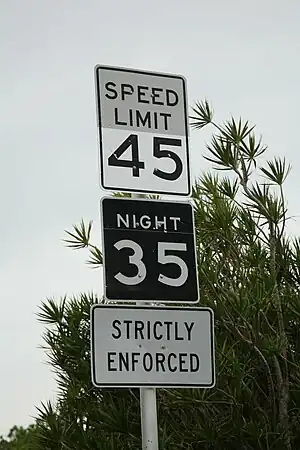 SPEED
LIMIT
45
NIGHT
35
STRICTLY
ENFORCED